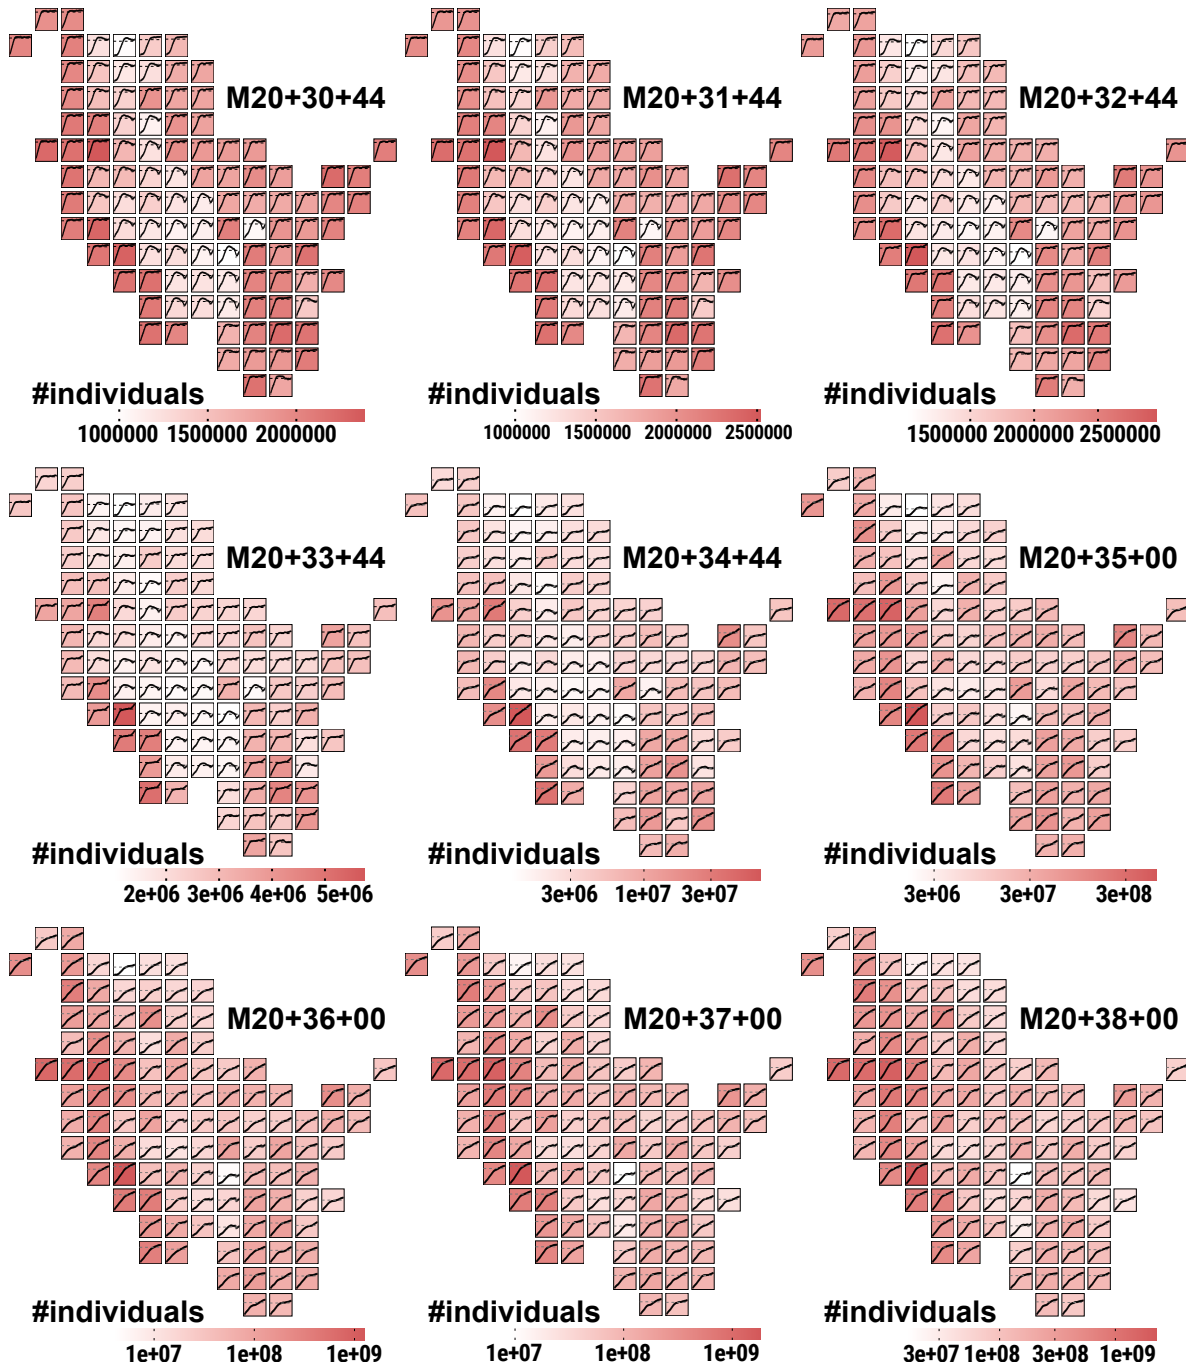 M20+30+44
M20+31+44
M20+32+44
#individuals
1000000 1500000 2000000
#individuals
1000000 1500000 2000000 2500000
#individuals
1500000 2000000 2500000
M20+33+44
M20+34+44
M20+35+00
#individuals
2e+06 3e+06 4e+06 5e+06
#individuals
3e+06 1e+07 3e+07
#individuals
3e+06 3e+07 3e+08
M20+36+00
M20+37+00
M20+38+00
#individuals
1e+07 1e+08 1e+09
#individuals
1e+07 1e+08 1e+09
#individuals
3e+07 1e+08 3e+08 1e+09